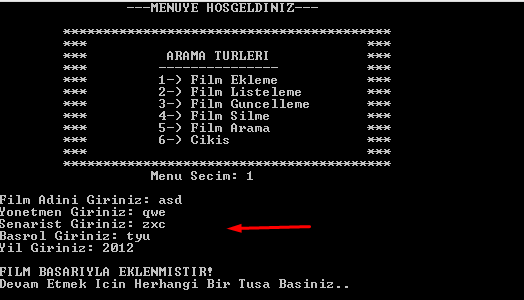 ---MENUYE HOSGELDINIZ---
*****************************************
*** ***
*** ARAMA TURLERI ***
*** --------------- ***
*** 1-> Film Ekleme ***
*** 2-> Film Listeleme ***
*** 3-> Film Guncelleme ***
*** 4-> Film Silme ***
*** 5-> Film Arama ***
*** 6-> Cikis ***
*** ***
*****************************************
Menu Secim: 1
Film Adini Giriniz: asd
Yonetmen Giriniz: qwe
Senarist Giriniz: zxc
Basrol Giriniz: tyu
Yil Giriniz: 2012
FILM BASARIYLA EKLENMISTIR!
Devam Etmek Icin Herhangi Bir Tusa Basiniz..